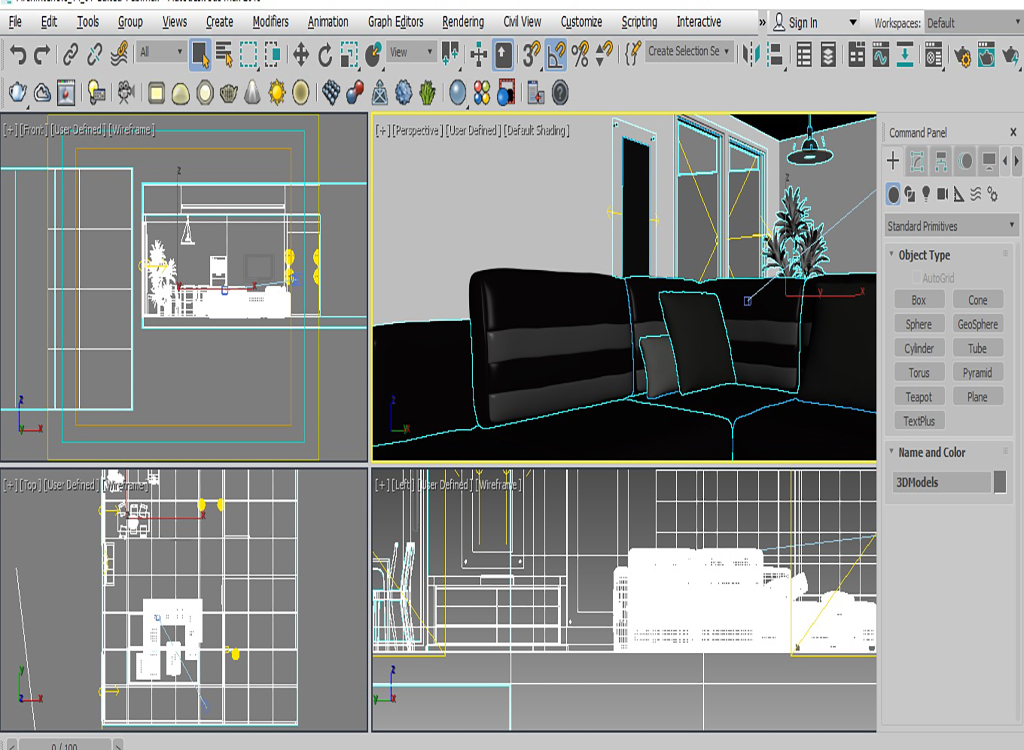 File Edit Tools Group Views Create Modifiers Animation Graph Editors Rendering Civil View Customize Scripting Interactive » Sign In Workspaces: Default
All View 3 Create Selection Se
[+] [Front] [User Defined] [Wireframe]
[+] [Perspective] [User Defined] [Default Shading]
Command Panel x
Standard Primitives
Object Type
AutoGrid
Box Cone
Sphere GeoSphere
Cylinder Tube
Torus Pyramid
Teapot Plane
TextPlus
Name and Color
3DModels
[+] [Top] [User Defined] [Wireframe]
[+] [Left] [User Defined] [Wireframe]
0 / 100